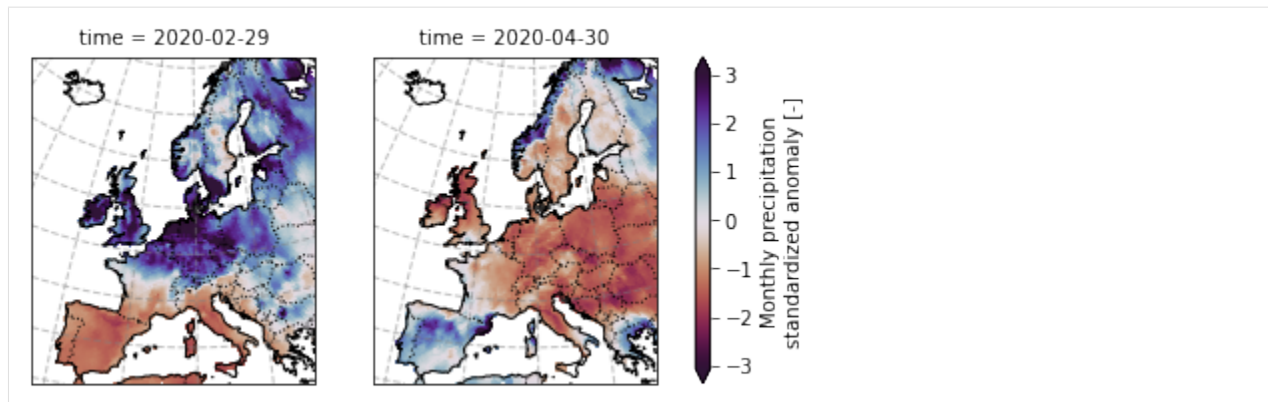 time = 2020-02-29
time = 2020-04-30
3
2
1
0
−1
−2
−3
Monthly precipitation
standardized anomaly [-]